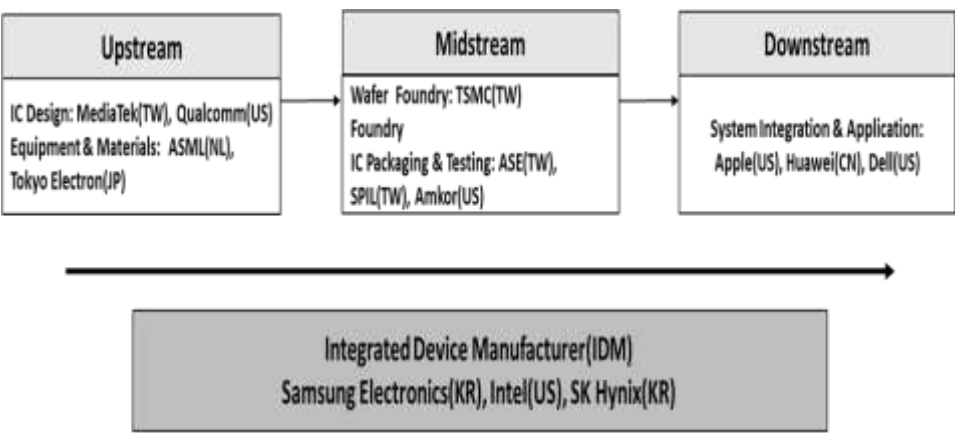 Upstream
IC Design: MediaTek(TW), Qualcomm(US)
Equipment & Materials: ASML(NL),
Tokyo Electron(JP)
Midstream
Wafer Foundry: TSMC(TW)
Foundry
IC Packaging & Testing: ASE(TW),
SPIL(TW), Amkor(US)
Downstream
System Integration & Application:
Apple(US), Huawei(CN), Dell(US)
Integrated Device Manufacturer(IDM)
Samsung Electronics(KR), Intel(US), SK Hynix(KR)